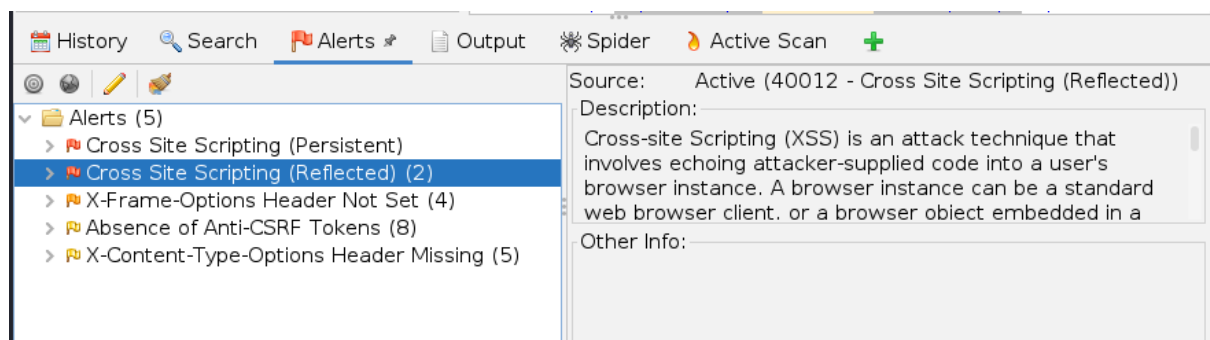 History Search Alerts Output Spider Active Scan
Alerts (5)
Cross Site Scripting (Persistent)
Cross Site Scripting (Reflected) (2)
X-Frame-Options Header Not Set (4)
Absence of Anti-CSRF Tokens (8)
X-Content-Type-Options Header Missing (5)
Source: Active (40012 - Cross Site Scripting (Reflected))
Description:
Cross-site Scripting (XSS) is an attack technique that
involves echoing attacker-supplied code into a user's
browser instance. A browser instance can be a standard
web browser client, or a browser object embedded in a
Other Info: